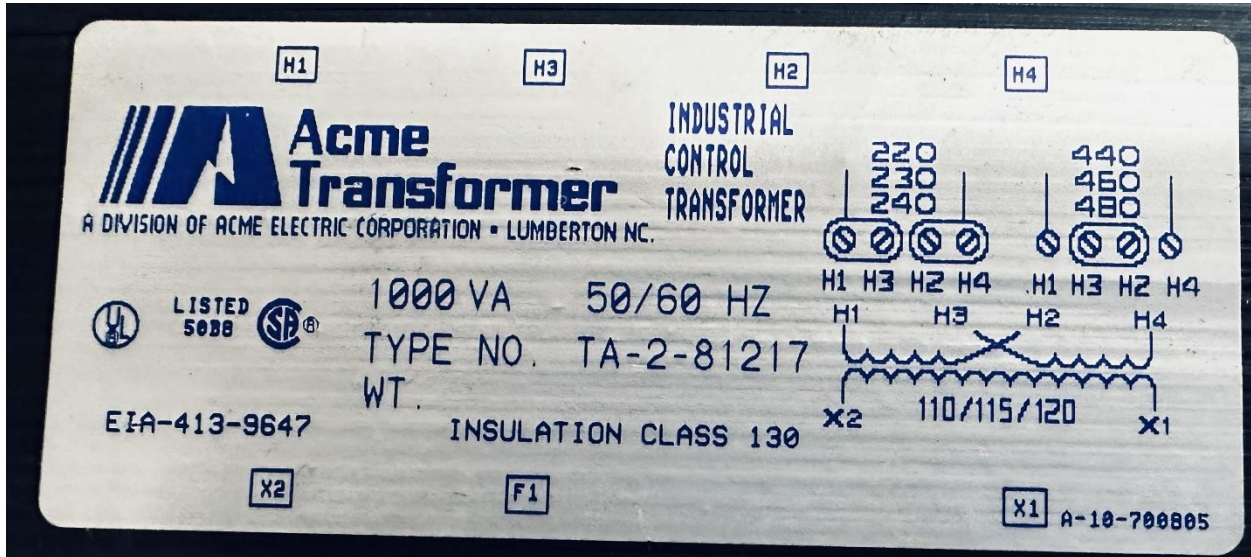 H1 H3 H2 H4
Acme
Transformer
A DIVISION OF ACME ELECTRIC CORPORATION • LUMBERTON NC.
INDUSTRIAL
CONTROL
TRANSFORMER
220 440
230 460
240 480
H1 H3 H2 H4 H1 H3 H2 H4
H1 H3 H2 H4
X2 110/115/120 X1
UL
LISTED
50B8
SA ®
1000 VA 50/60 HZ
TYPE NO. TA-2-81217
WT.
EIA-413-9647
INSULATION CLASS 130
X2 F1 X1
A-10-700805